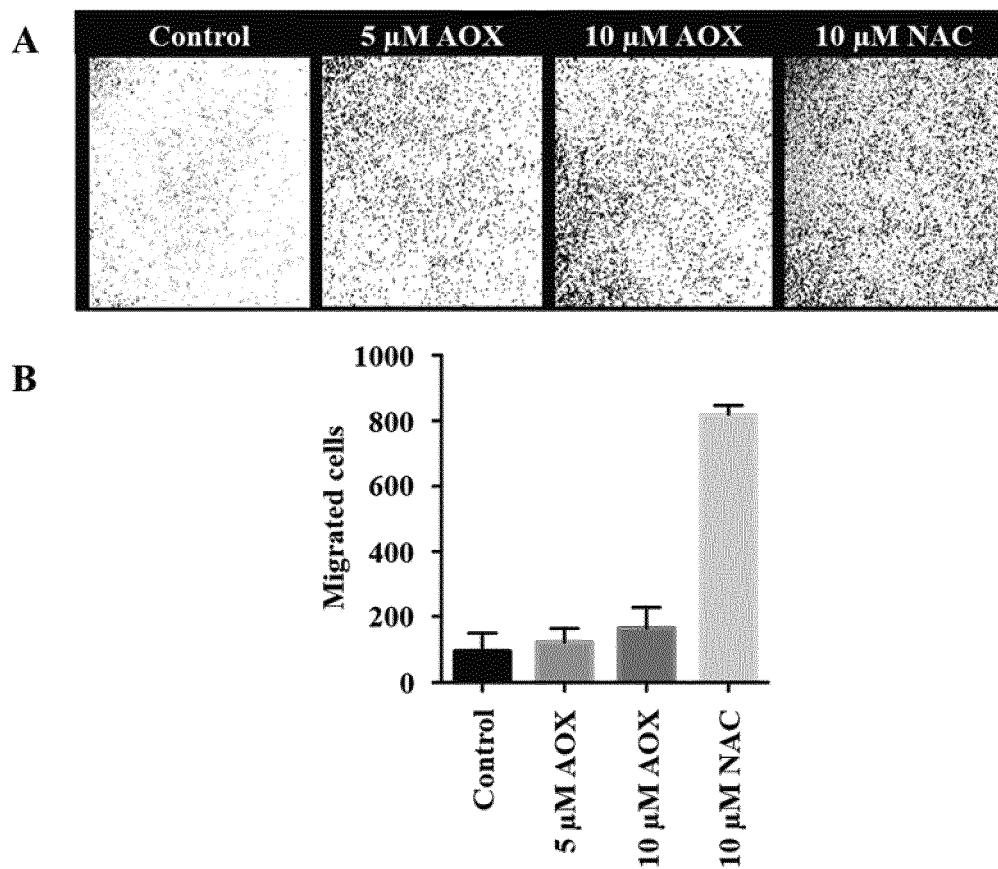 A
Control 5 µM AOX 10 µM AOX 10 µM NAC
B
Migrated cells
1000
800
600
400
200
0
Control
5 µM AOX
10 µM AOX
10 µM NAC